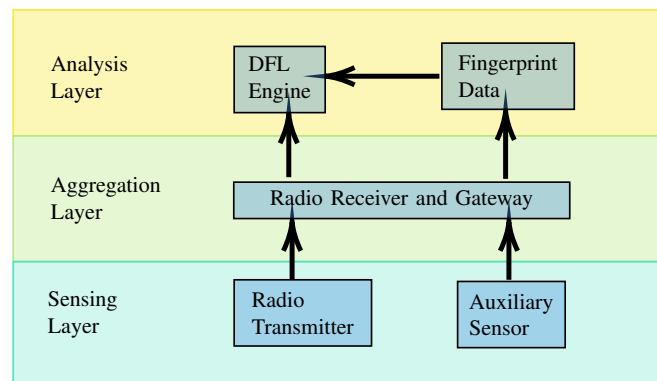 Analysis
Layer
DFL
Engine
Fingerprint
Data
Aggregation
Layer
Radio Receiver and Gateway
Sensing
Layer
Radio
Transmitter
Auxiliary
Sensor